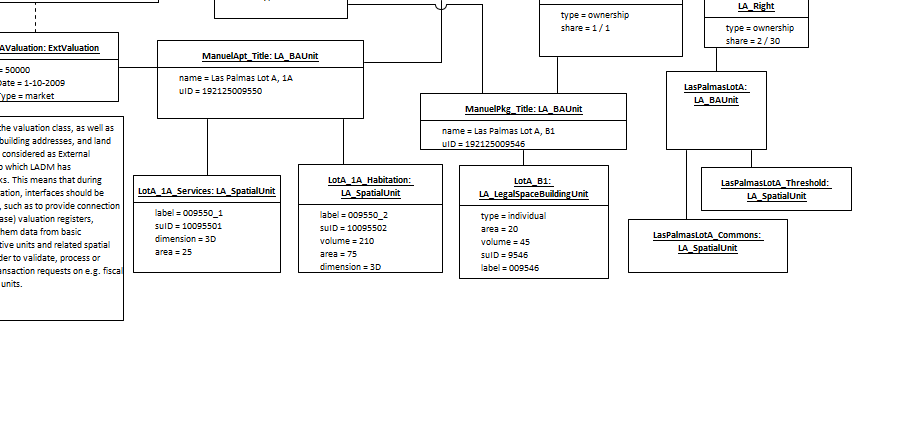 LA_Right
type = ownership
share = 1 / 1
type = ownership
share = 2 / 30
AValuation: ExtValuation
= 50000
Date = 1-10-2009
Type = market
ManuelApt_Title: LA_BAUnit
name = Las Palmas Lot A, 1A
uID = 192125009550
ManuelPkg_Title: LA_BAUnit
name = Las Palmas Lot A, B1
uID = 192125009546
LasPalmasLotA:
LA_BAUnit
the valuation class, as well as
building addresses, and land
considered as External
o which LADM has
ks. This means that during
ation, interfaces should be
, such as to provide connection
ase) valuation registers,
hem data from basic
tive units and related spatial
der to validate, process or
ansaction requests on e.g. fiscal
units.
LotA_1A_Services: LA_SpatialUnit
label = 009550_1
suID = 10095501
dimension = 3D
area = 25
LotA_1A_Habitation:
LA_SpatialUnit
label = 009550_2
suID = 10095502
volume = 210
area = 75
dimension = 3D
LotA_B1:
LA_LegalSpaceBuildingUnit
type = individual
area = 20
volume = 45
suID = 9546
label = 009546
LasPalmasLotA_Threshold:
LA_SpatialUnit
LasPalmasLotA_Commons:
LA_SpatialUnit